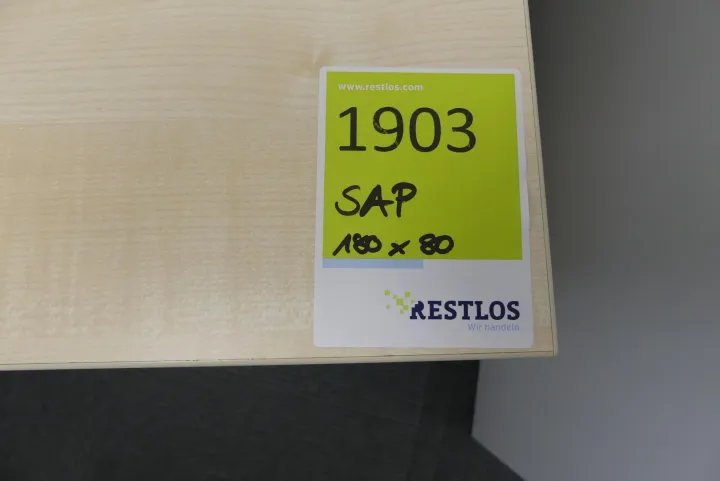 www.restlos.com
1903
SAP
180 x 80
RESTLOS
Wir handeln.